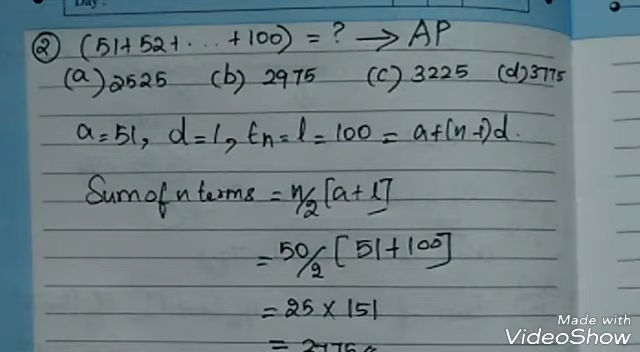 Day:
② (51+52+...+100) = ? → AP
(a) 2525 (b) 2975 (c) 3225 (d) 3775
a=51, d=1, tn=l=100 = a+(n-1)d.
Sum of n terms = n/2 [a+l]
= 50/2 [51+100]
= 25 × 151
=
Made with
VideoShow